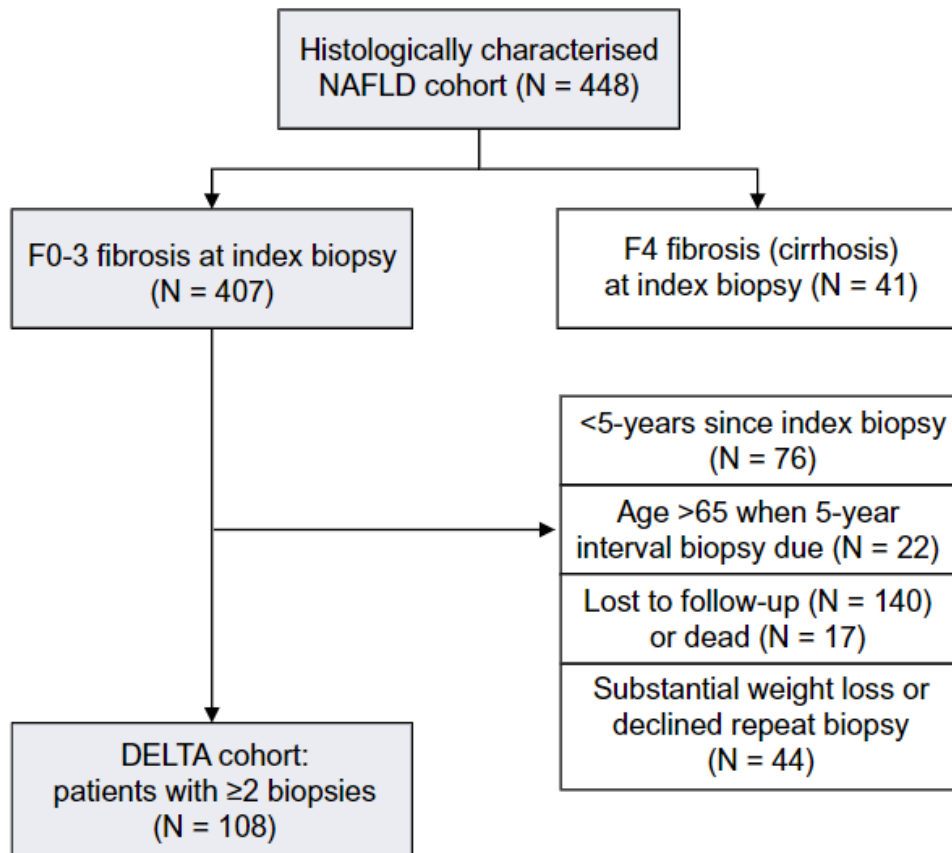 Histologically characterised
NAFLD cohort (N = 448)
F0-3 fibrosis at index biopsy
(N = 407)
F4 fibrosis (cirrhosis)
at index biopsy (N = 41)
<5-years since index biopsy
(N = 76)
Age >65 when 5-year
interval biopsy due (N = 22)
Lost to follow-up (N = 140)
or dead (N = 17)
Substantial weight loss or
declined repeat biopsy
(N = 44)
DELTA cohort:
patients with ≥2 biopsies
(N = 108)